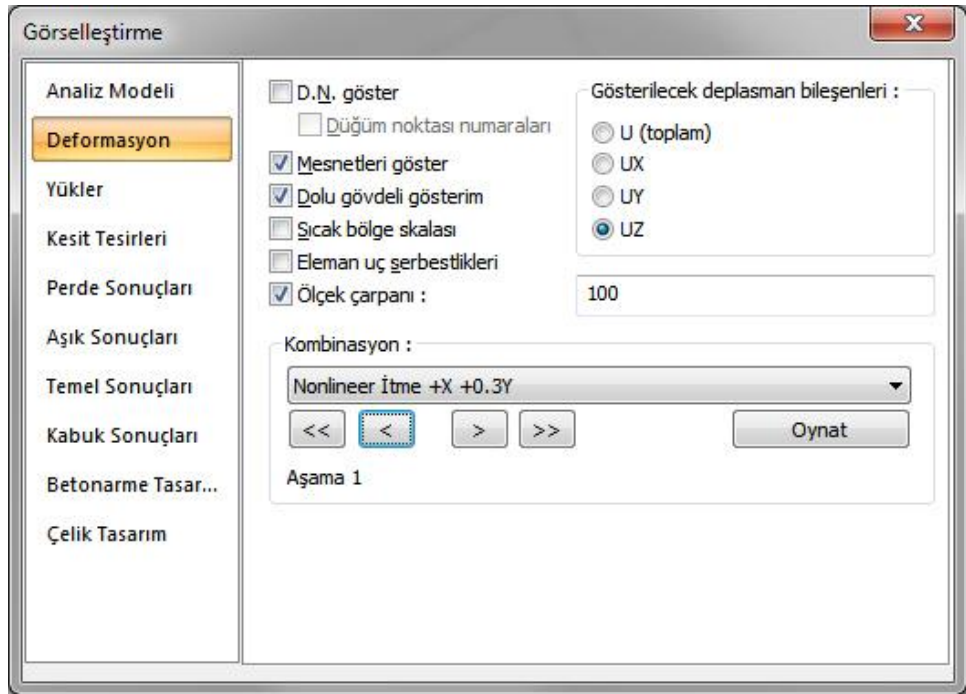 Görselleştirme
Analiz Modeli
Deformasyon
Yükler
Kesit Tesirleri
Perde Sonuçları
Aşık Sonuçları
Temel Sonuçları
Kabuk Sonuçları
Betonarme Tasar...
Çelik Tasarım
D.N. göster
Düğüm noktası numaraları
Mesnetleri göster
Dolu gövdeli gösterim
Sıcak bölge skalası
Eleman uç serbestlikleri
Ölçek çarpanı :
Gösterilecek deplasman bileşenleri :
U (toplam)
UX
UY
UZ
100
Kombinasyon :
Nonlineer İtme +X +0.3Y
<< < > >> Oynat
Aşama 1